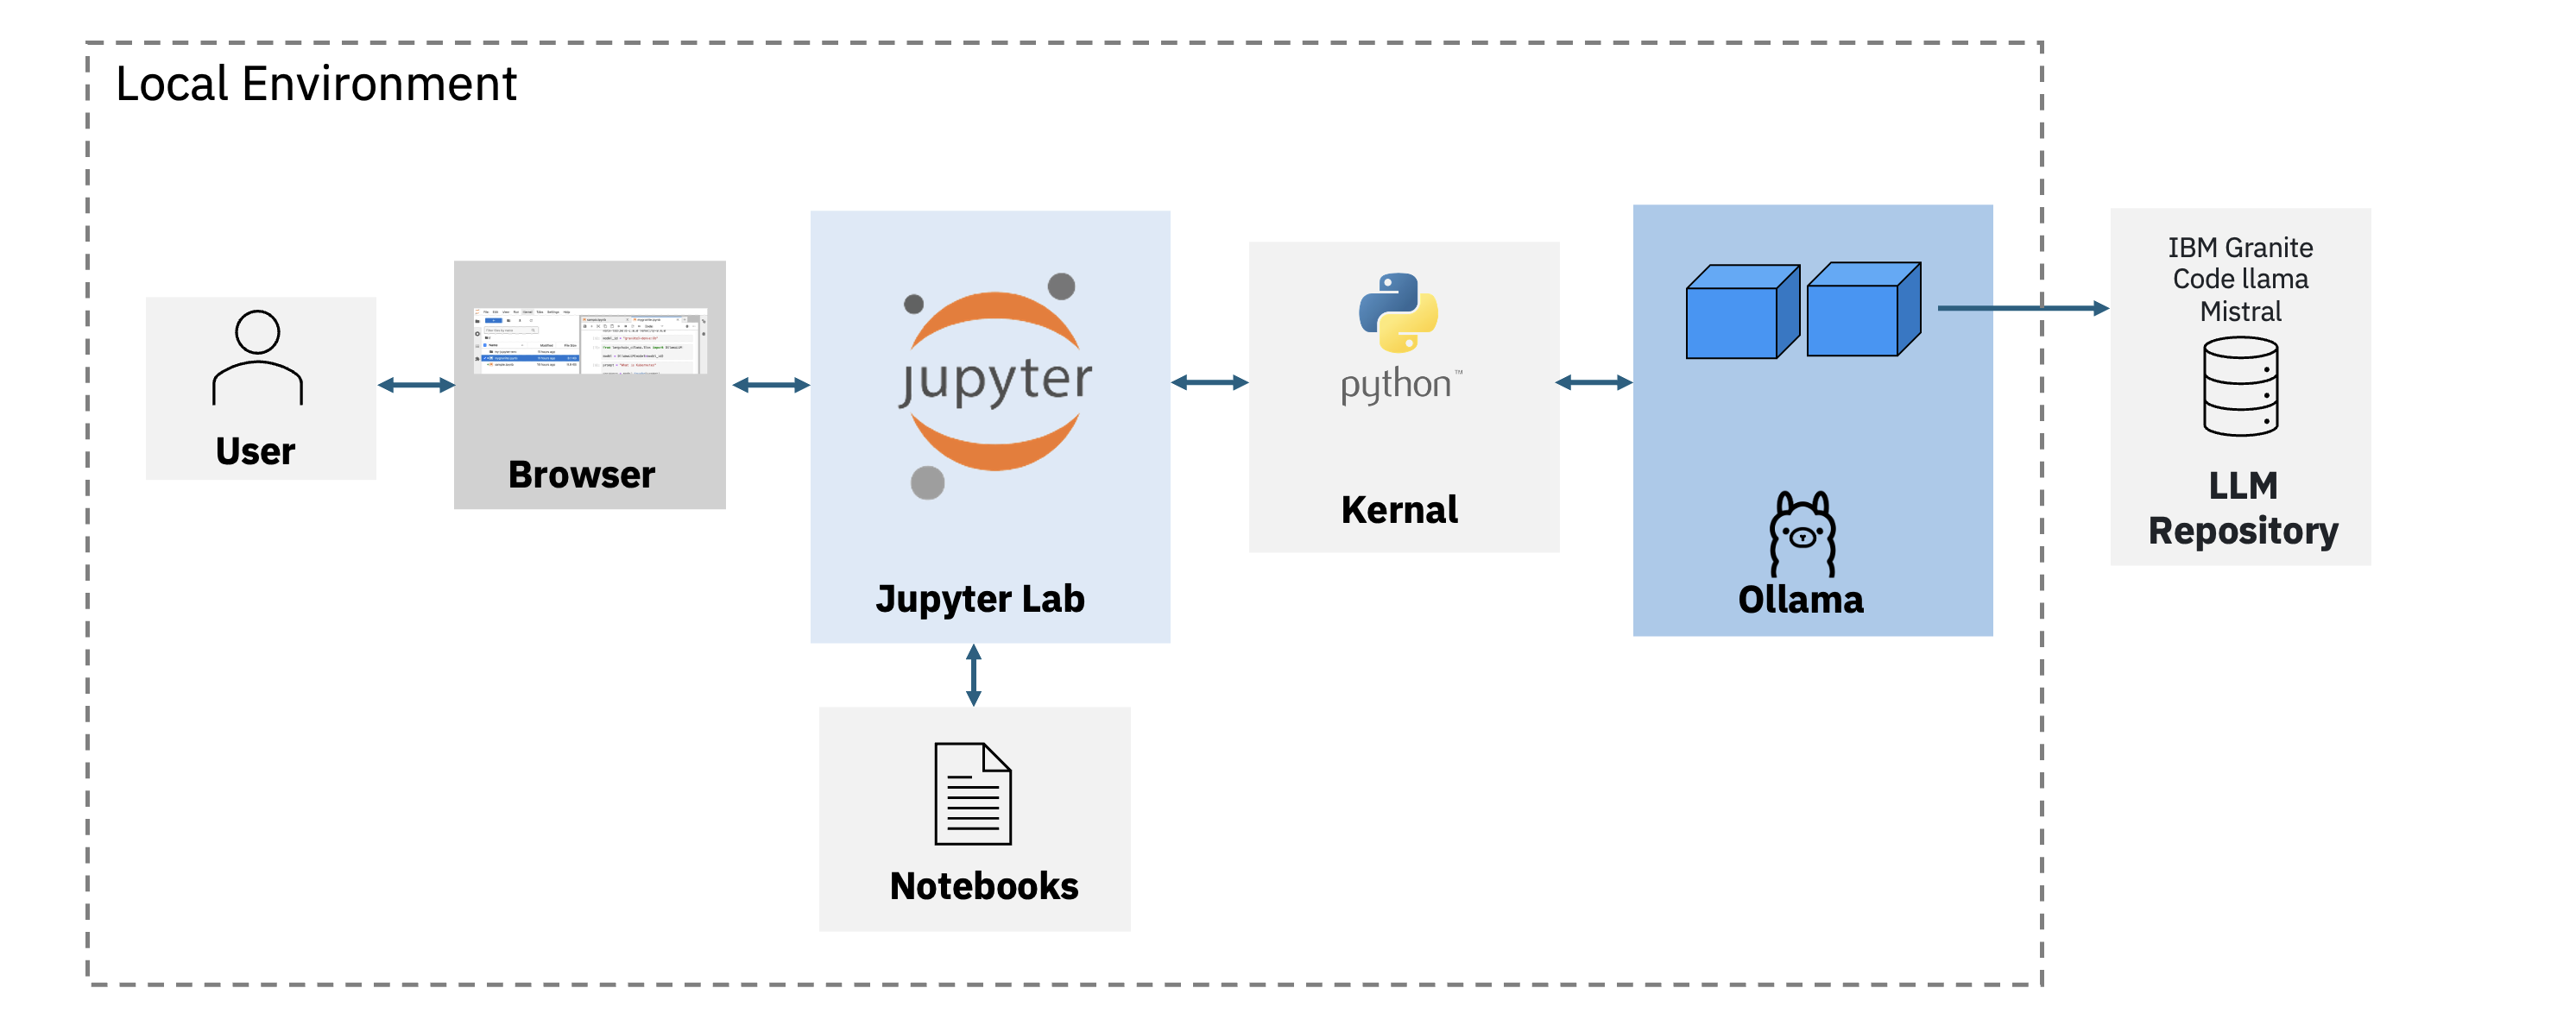 Local Environment
User
Browser
jupyter
Jupyter Lab
Notebooks
python™
Kernal
Ollama
IBM Granite
Code llama
Mistral
LLM
Repository